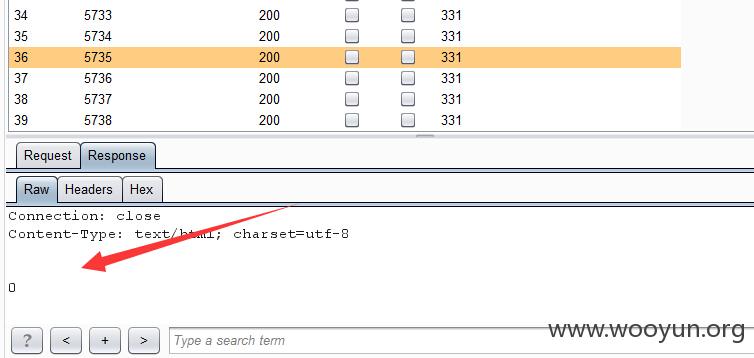 34 5733 200 331
35 5734 200 331
36 5735 200 331
37 5736 200 331
38 5737 200 331
39 5738 200 331
Request Response
Raw Headers Hex
Connection: close
Content-Type: text/html; charset=utf-8
0
? < + > Type a search term
www.wooyun.org